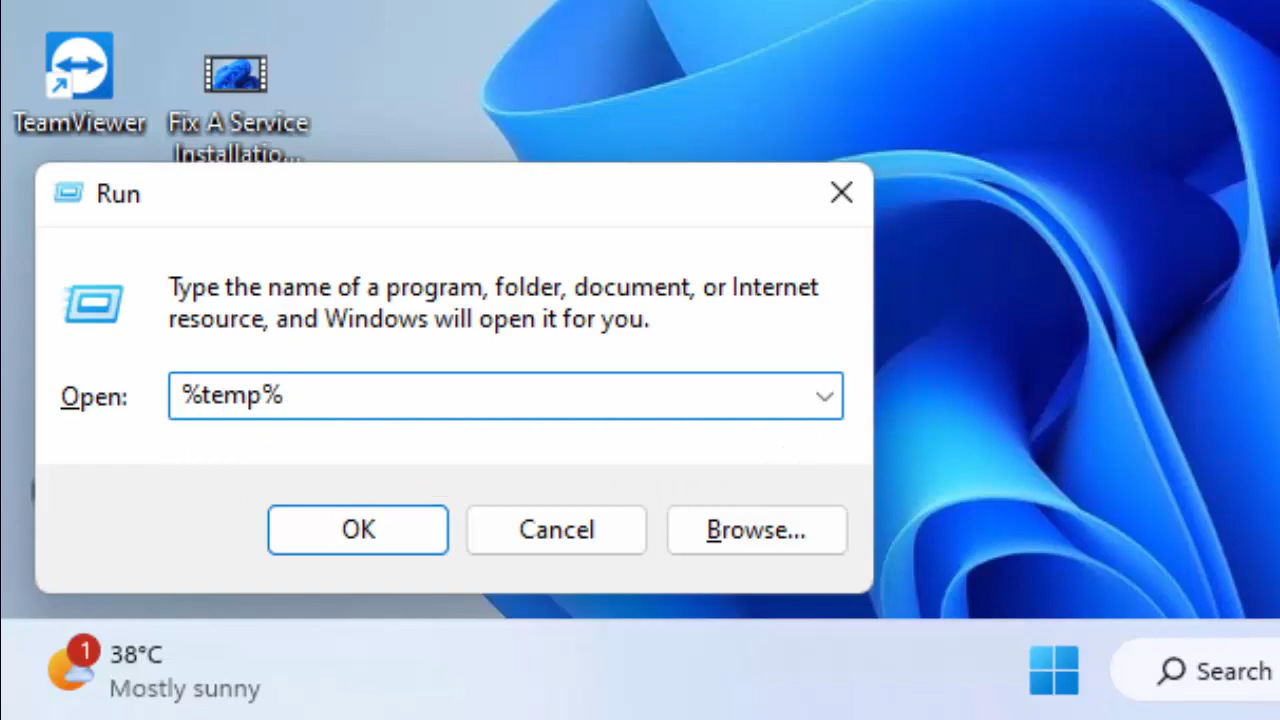 TeamViewer
Fix A Service
Installatio...
Run
Type the name of a program, folder, document, or Internet
resource, and Windows will open it for you.
Open:
%temp%
OK
Cancel
Browse...
1
38°C
Mostly sunny
Search